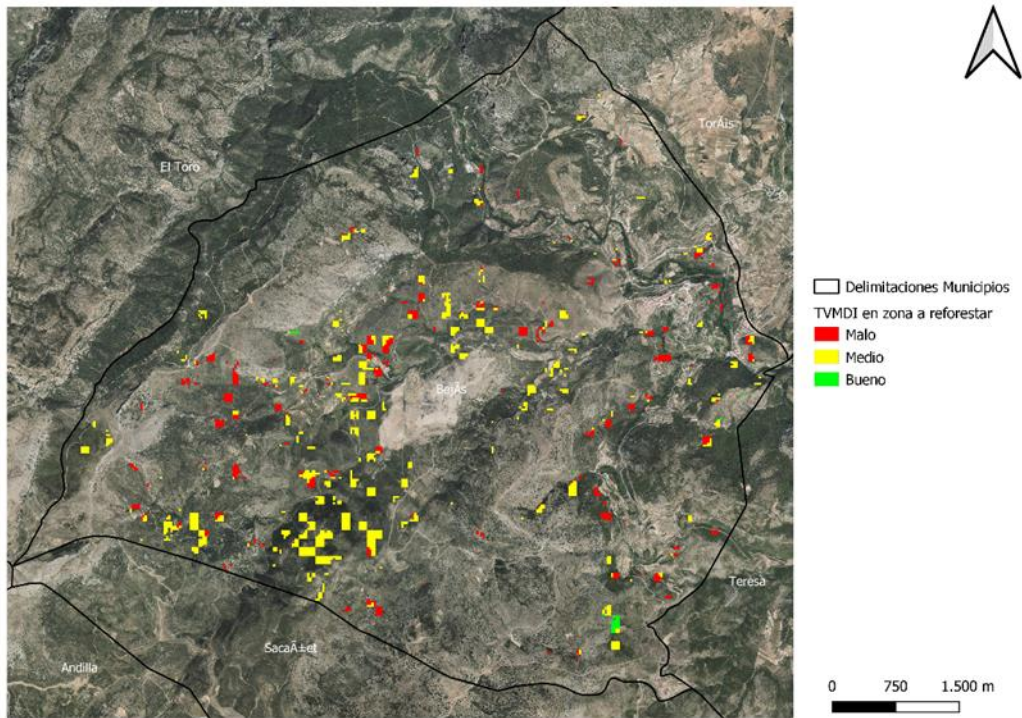 El Toro
TorÃ¡s
BejÃ­s
Teresa
SacaÃ±et
Andilla
Delimitaciones Municipios
TVMDI en zona a reforestar
Malo
Medio
Bueno
0 750 1.500 m